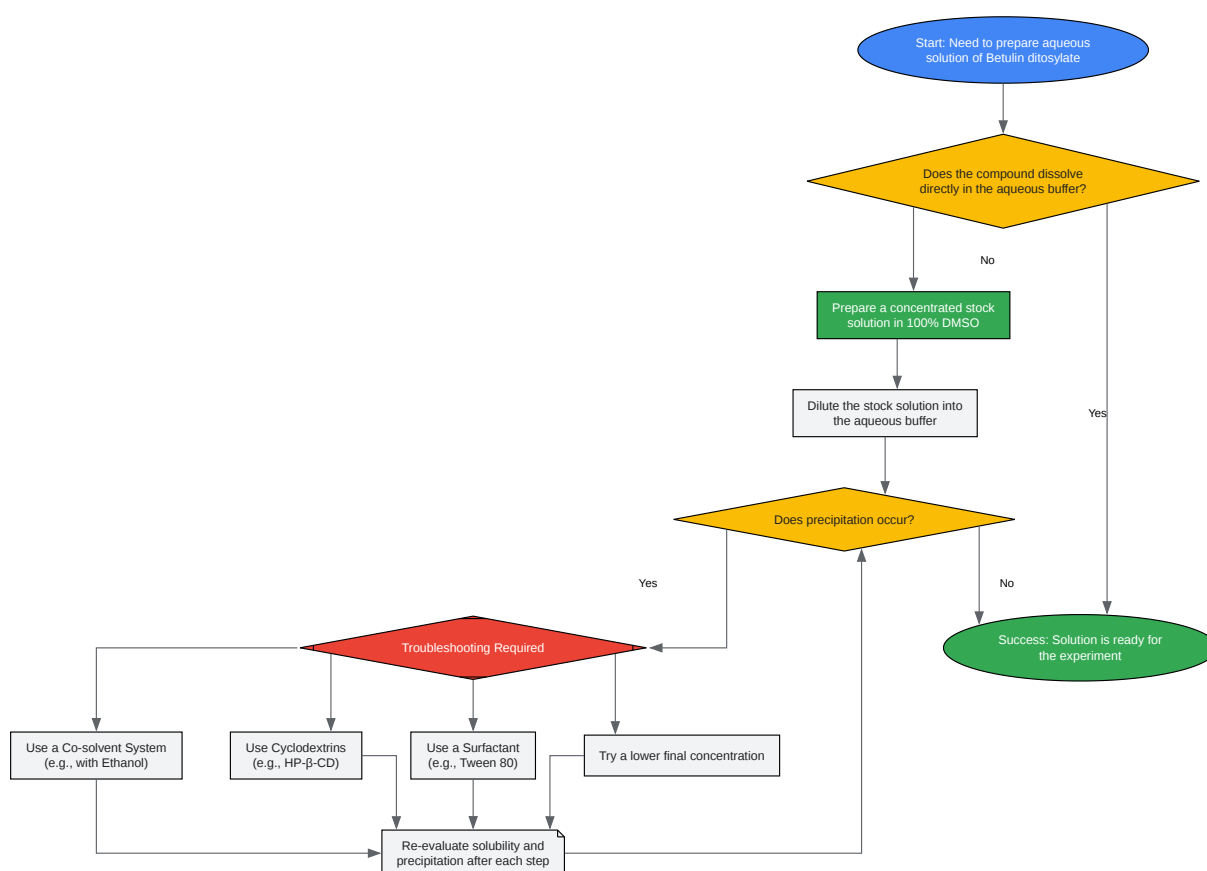 Start: Need to prepare aqueous
solution of Betulin ditosylate
Does the compound dissolve
directly in the aqueous buffer?
No
Prepare a concentrated stock
solution in 100% DMSO
Dilute the stock solution into
the aqueous buffer
Yes
Does precipitation occur?
Yes
No
Troubleshooting Required
Success: Solution is ready for
the experiment
Use a Co-solvent System
(e.g., with Ethanol)
Use Cyclodextrins
(e.g., HP-β-CD)
Use a Surfactant
(e.g., Tween 80)
Try a lower final concentration
Re-evaluate solubility and
precipitation after each step